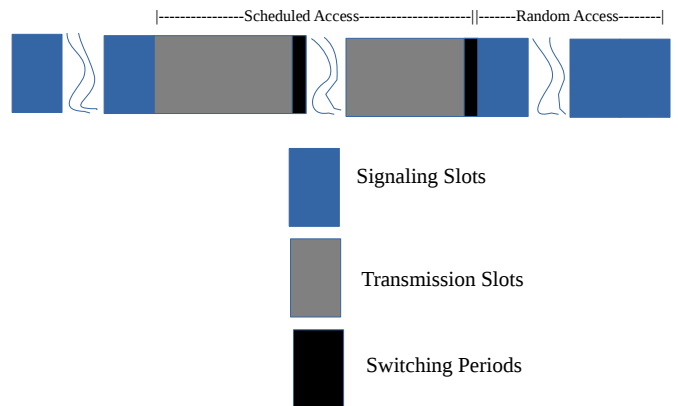 |----------------Scheduled Access---------------------||-------Random Access--------|
Signaling Slots
Transmission Slots
Switching Periods